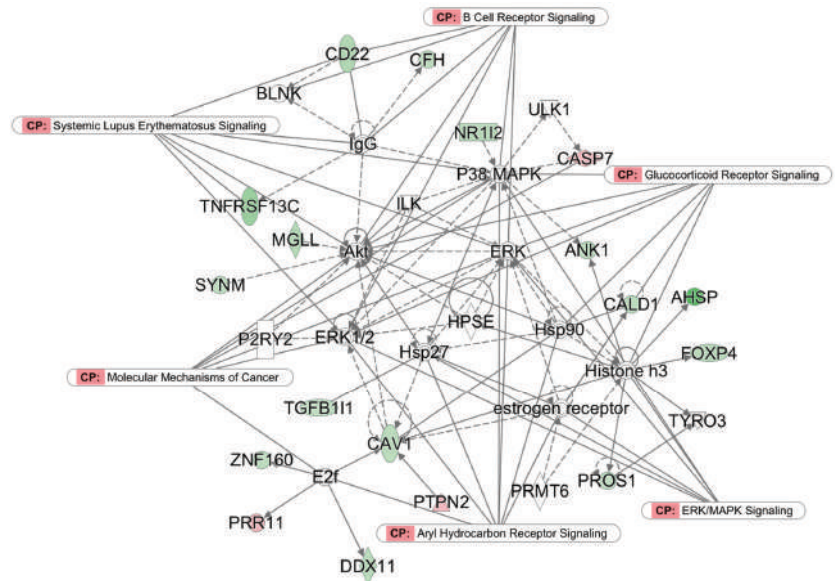 CP: B Cell Receptor Signaling
CD22
CFH
BLNK
ULK1
CP: Systemic Lupus Erythematosus Signaling
NR1I2
IgG
CASP7
P38 MAPK
CP: Glucocorticoid Receptor Signaling
TNFRSF13C
ILK
MGLL
Akt
ERK
ANK1
SYNM
CALD1
AHSP
P2RY2
ERK1/2
HPSE
Hsp90
Hsp27
FOXP4
Histone h3
CP: Molecular Mechanisms of Cancer
TGFB1I1
estrogen receptor
TYRO3
CAV1
ZNF160
E2f
PROS1
PTPN2
PRMT6
PRR11
CP: ERK/MAPK Signaling
CP: Aryl Hydrocarbon Receptor Signaling
DDX11